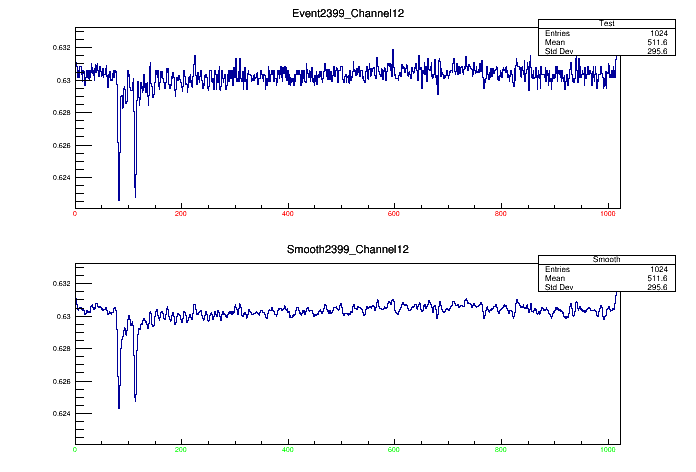 Event2399_Channel12
Test
Entries 1024
Mean 511.6
Std Dev 295.6
0.632
0.63
0.628
0.626
0.624
0 200 400 600 800 1000
Smooth2399_Channel12
Smooth
Entries 1024
Mean 511.6
Std Dev 295.6
0.632
0.63
0.628
0.626
0.624
0 200 400 600 800 1000